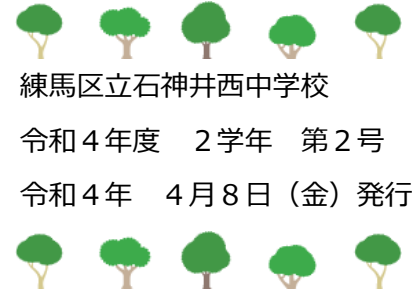 練馬区立石神井西中学校
令和４年度　２学年　第２号
令和４年　４月８日（金）発行